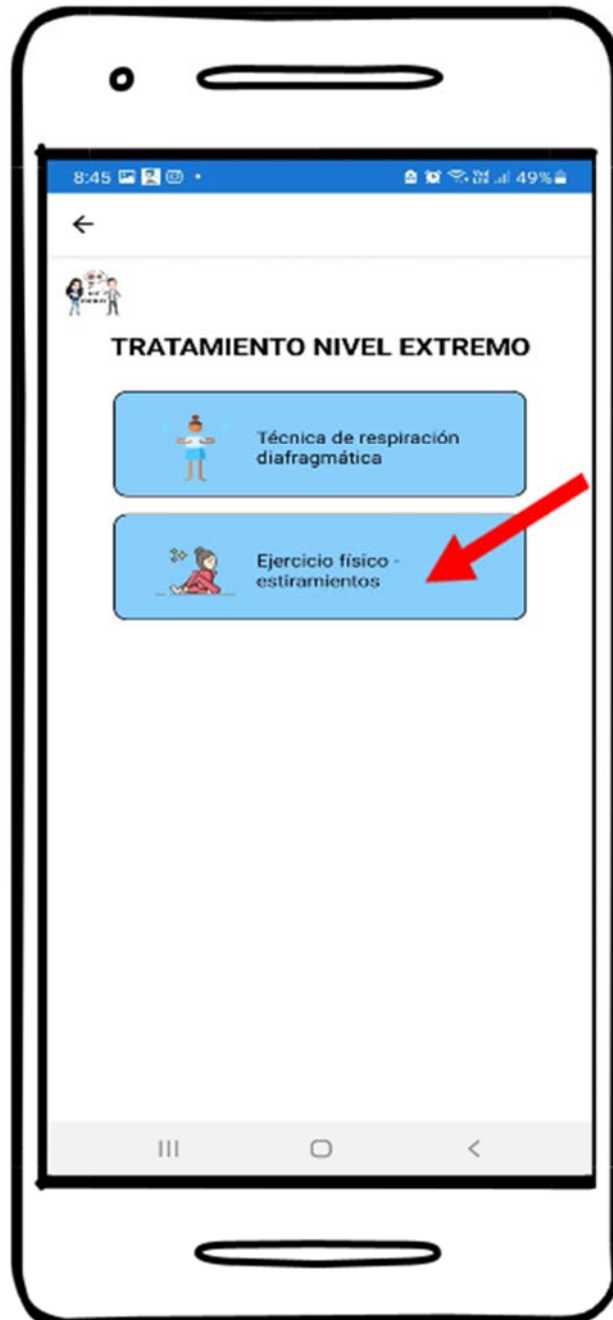 8:45
49%
TRATAMIENTO NIVEL EXTREMO
Técnica de respiración
diafragmática
Ejercicio físico -
estiramientos